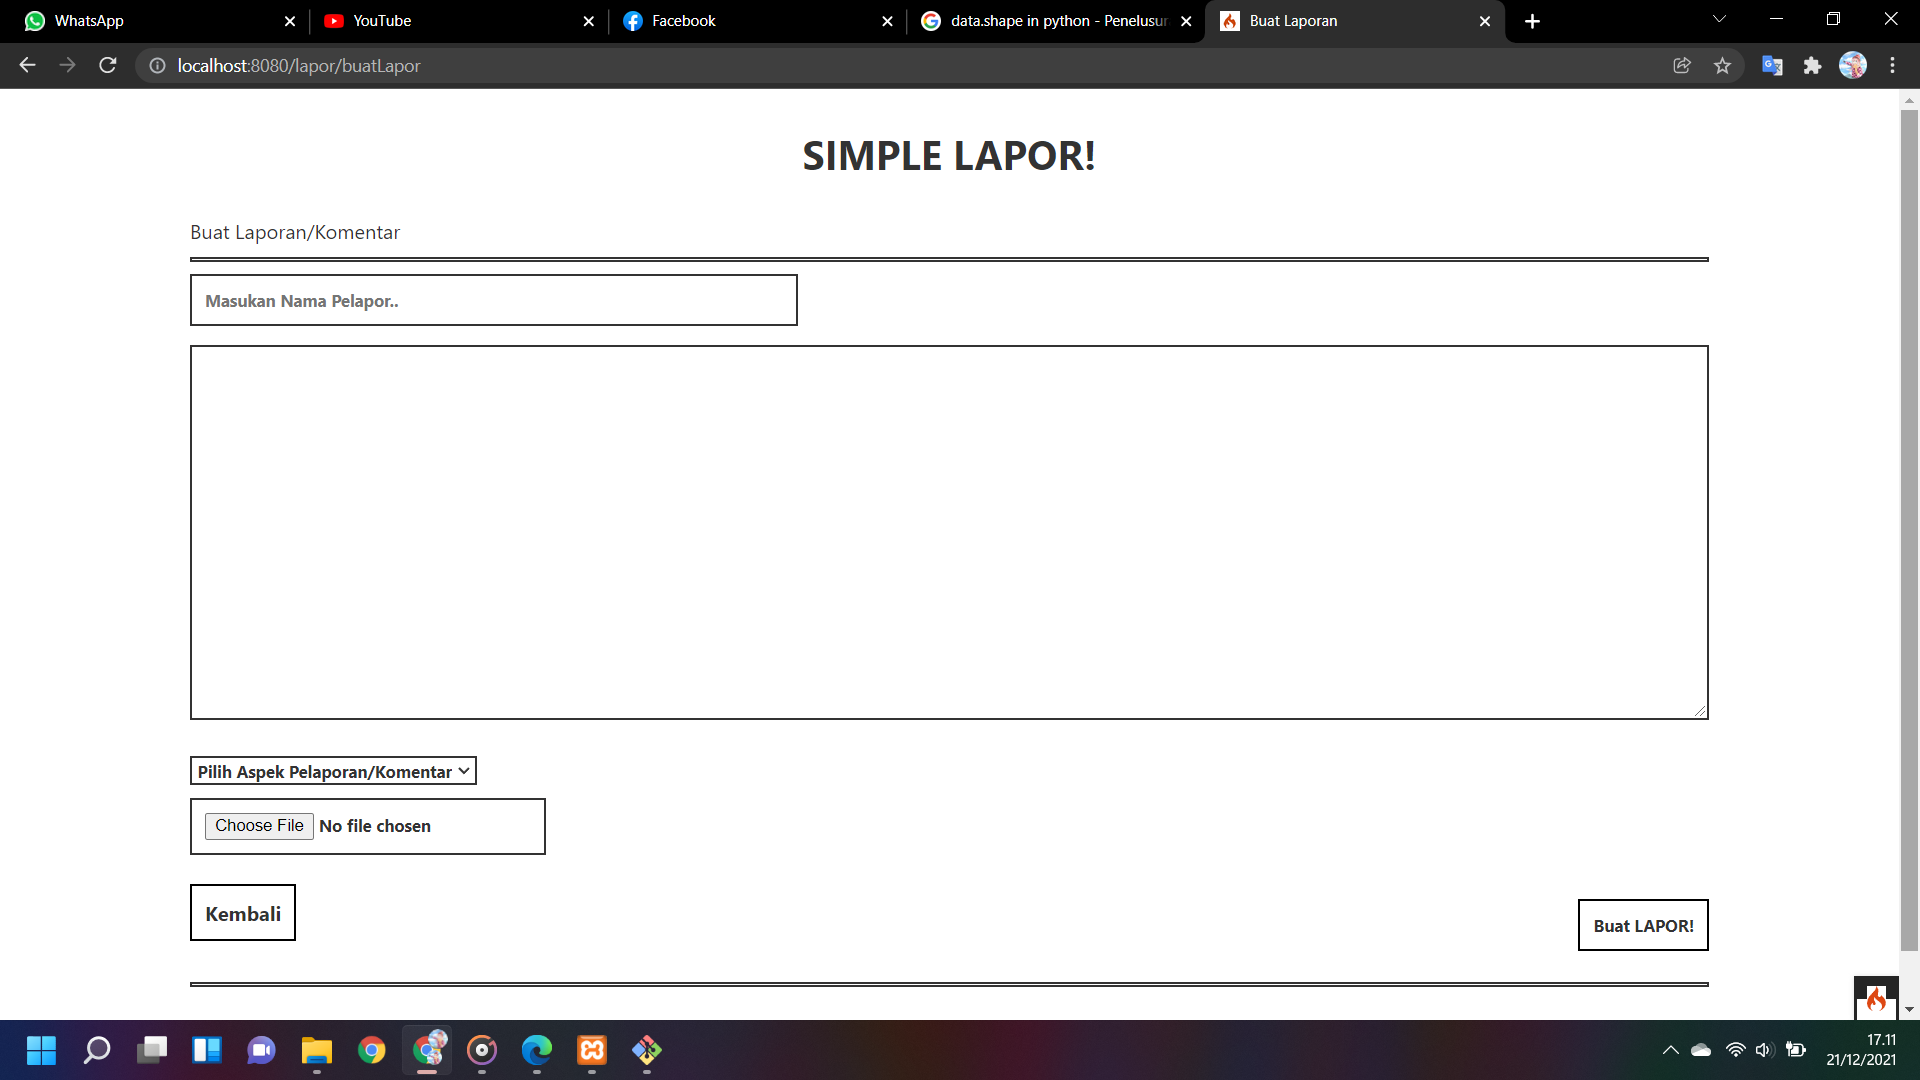 WhatsApp
YouTube
Facebook
data.shape in python - Penelusur
Buat Laporan
localhost:8080/lapor/buatLapor
SIMPLE LAPOR!
Buat Laporan/Komentar
Masukan Nama Pelapor..
Pilih Aspek Pelaporan/Komentar
Choose File No file chosen
Kembali
Buat LAPOR!
17.11
21/12/2021